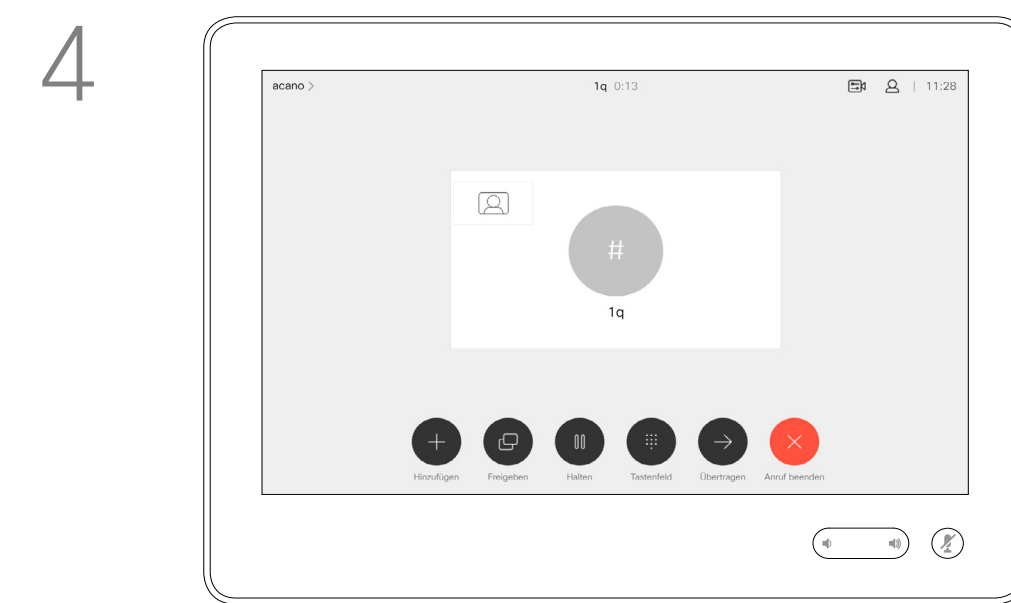 4
acano > 1q 0:13 | 11:28
#
1q
Hinzufügen Freigeben Halten Tastenfeld Übertragen Anruf beenden